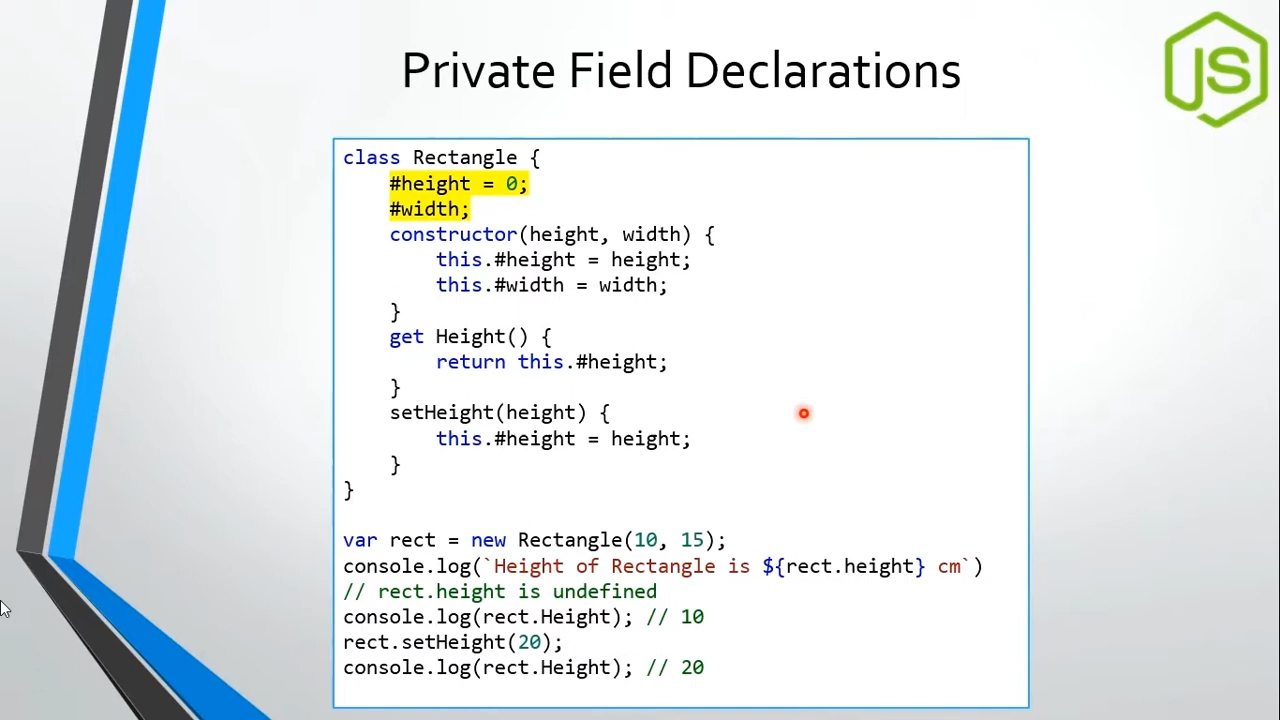 Private Field Declarations
JS
class Rectangle {
    #height = 0;
    #width;
    constructor(height, width) {
        this.#height = height;
        this.#width = width;
    }
    get Height() {
        return this.#height;
    }
    setHeight(height) {
        this.#height = height;
    }
}
var rect = new Rectangle(10, 15);
console.log(`Height of Rectangle is ${rect.height} cm`)
// rect.height is undefined
console.log(rect.Height); // 10
rect.setHeight(20);
console.log(rect.Height); // 20